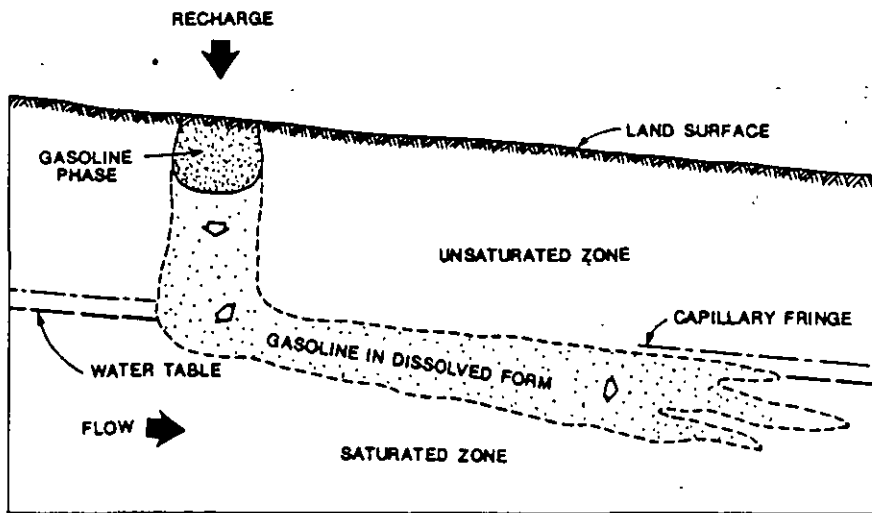 RECHARGE
LAND SURFACE
GASOLINE
PHASE
UNSATURATED ZONE
CAPILLARY FRINGE
GASOLINE IN DISSOLVED FORM
WATER TABLE
FLOW
SATURATED ZONE